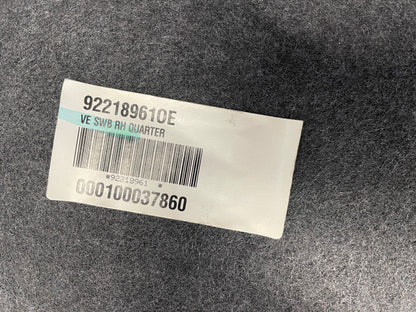 92218961OE
VE SWB RH QUARTER
*92218961 *
000100037860